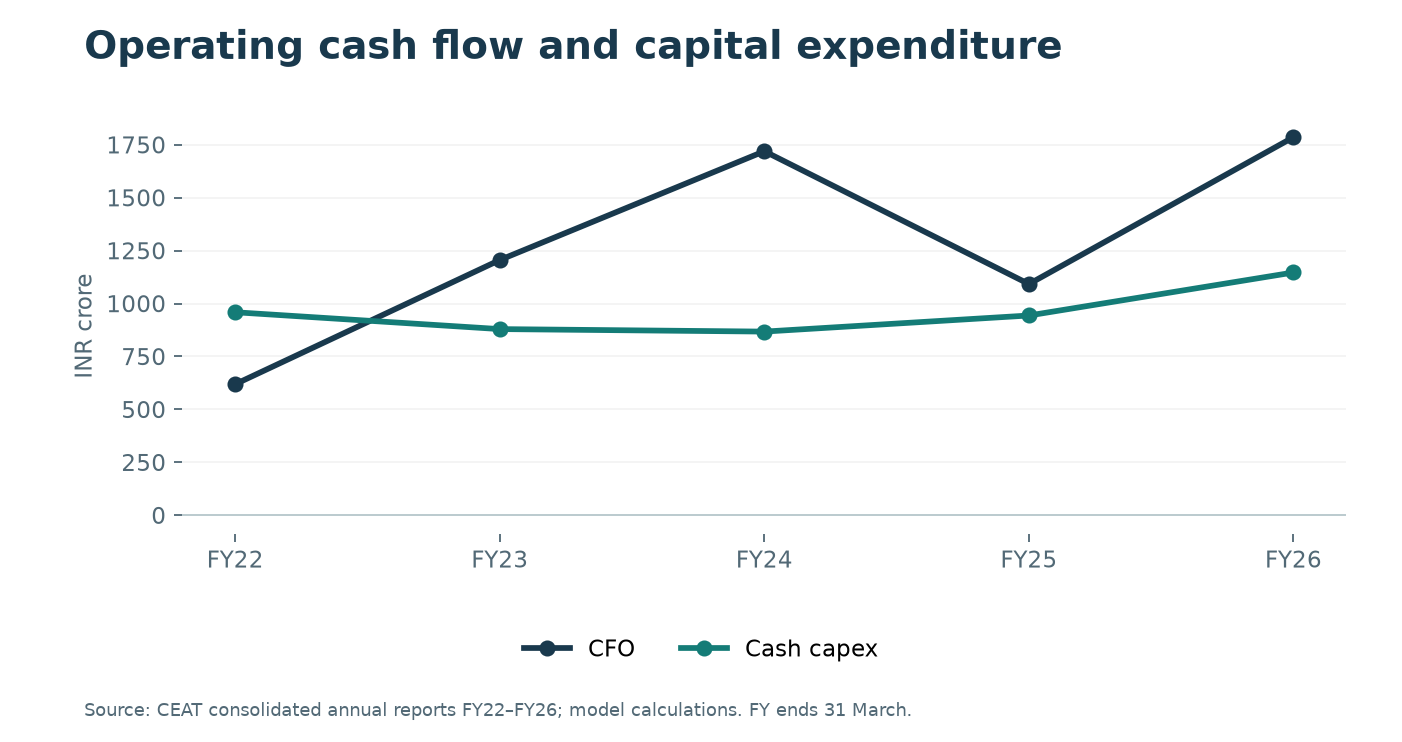 Operating cash flow and capital expenditure
INR crore
1750
1500
1250
1000
750
500
250
0
FY22 FY23 FY24 FY25 FY26
CFO Cash capex
Source: CEAT consolidated annual reports FY22–FY26; model calculations. FY ends 31 March.